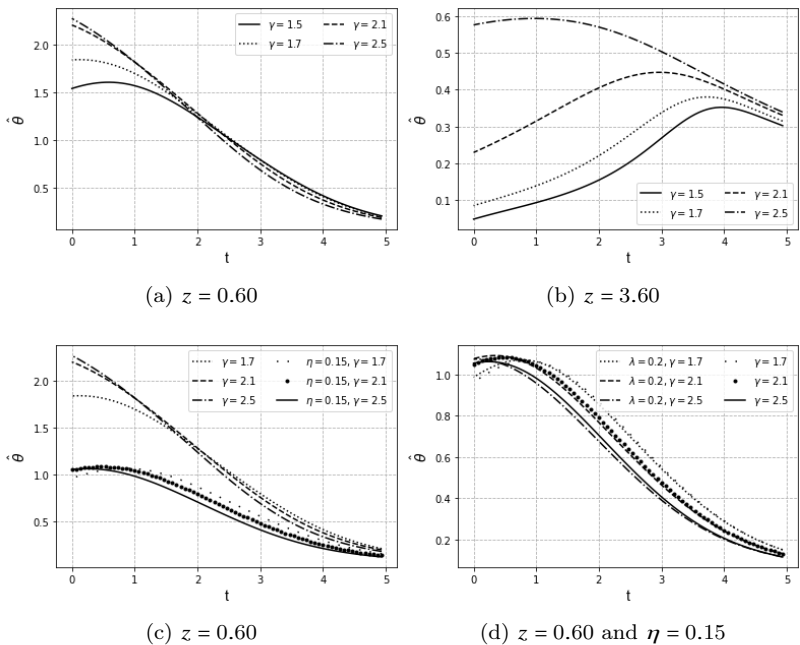 γ = 1.5 γ = 2.1
γ = 1.7 γ = 2.5
2.0
1.5
1.0
0.5
θ̂
0 1 2 3 4 5
t
(a) z = 0.60
0.6
0.5
0.4
0.3
0.2
0.1
θ̂
γ = 1.5 γ = 2.1
γ = 1.7 γ = 2.5
0 1 2 3 4 5
t
(b) z = 3.60
γ = 1.7 η = 0.15, γ = 1.7
γ = 2.1 η = 0.15, γ = 2.1
γ = 2.5 η = 0.15, γ = 2.5
2.0
1.5
1.0
0.5
θ̂
0 1 2 3 4 5
t
(c) z = 0.60
λ = 0.2, γ = 1.7 γ = 1.7
λ = 0.2, γ = 2.1 γ = 2.1
λ = 0.2, γ = 2.5 γ = 2.5
1.0
0.8
0.6
0.4
0.2
θ̂
0 1 2 3 4 5
t
(d) z = 0.60 and η = 0.15